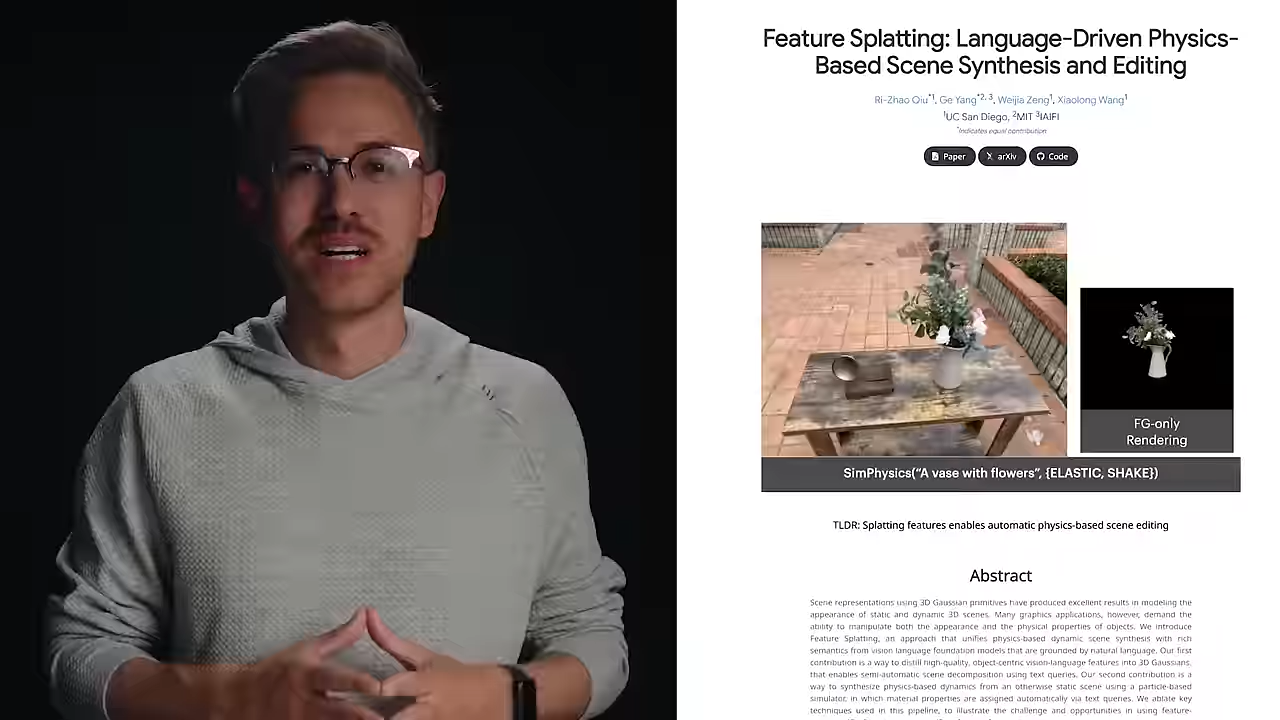 Feature Splatting: Language-Driven Physics-
Based Scene Synthesis and Editing
Ri-Zhao Qiu*1, Ge Yang*2, 3, Weijia Zeng1, Xiaolong Wang1
1UC San Diego, 2MIT 3IAIFI
*Indicates equal contribution
Paper
arXiv
Code
FG-only
Rendering
SimPhysics("A vase with flowers", {ELASTIC, SHAKE})
TLDR: Splatting features enables automatic physics-based scene editing
Abstract
Scene representations using 3D Gaussian primitives have produced excellent results in modeling the
appearance of static and dynamic 3D scenes. Many graphics applications, however, demand the
ability to manipulate both the appearance and the physical properties of objects. We introduce
Feature Splatting, an approach that unifies physics-based dynamic scene synthesis with rich
semantics from vision language foundation models that are grounded by natural language. Our first
contribution is a way to distill high-quality, object-centric vision-language features into 3D Gaussians,
that enables semi-automatic scene decomposition using text queries. Our second contribution is a
way to synthesize physics-based dynamics from an otherwise static scene using a particle-based
simulator, in which material properties are assigned automatically via text queries. We ablate key
techniques used in this pipeline, to illustrate the challenge and opportunities in using feature-